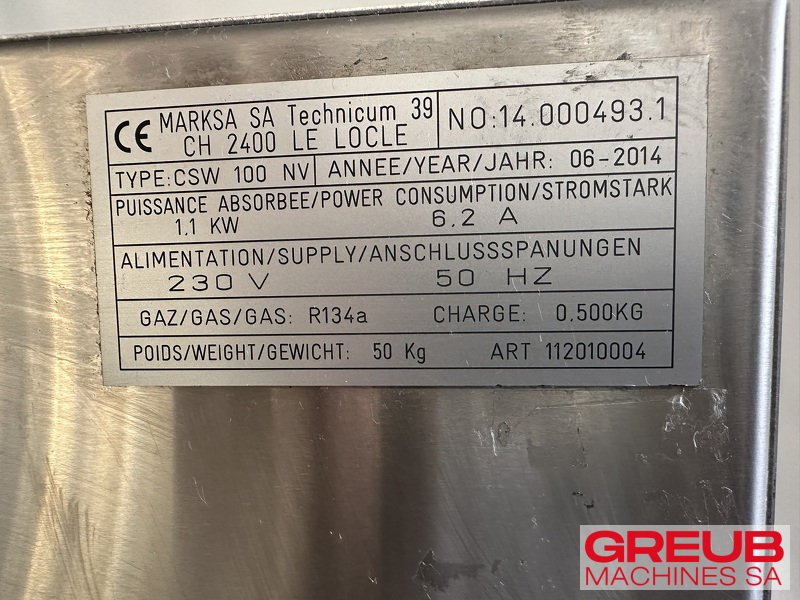 CE MARKSA SA Technicum 39
CH 2400 LE LOCLE
NO:14.000493.1
TYPE:CSW 100 NV
ANNEE/YEAR/JAHR: 06-2014
PUISSANCE ABSORBEE/POWER CONSUMPTION/STROMSTARK
1.1 KW 6,2 A
ALIMENTATION/SUPPLY/ANSCHLUSSSPANUNGEN
230 V 50 HZ
GAZ/GAS/GAS: R134a CHARGE: 0.500KG
POIDS/WEIGHT/GEWICHT: 50 Kg ART 112010004
GREUB
MACHINES SA